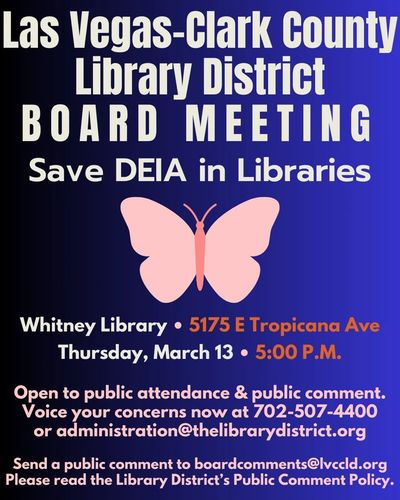 Las Vegas-Clark County
Library District
BOARD MEETING
Save DEIA in Libraries
Whitney Library • 5175 E Tropicana Ave
Thursday, March 13 • 5:00 P.M.
Open to public attendance & public comment.
Voice your concerns now at 702-507-4400
or administration@thelibrarydistrict.org
Send a public comment to boardcomments@lvccld.org
Please read the Library District's Public Comment Policy.